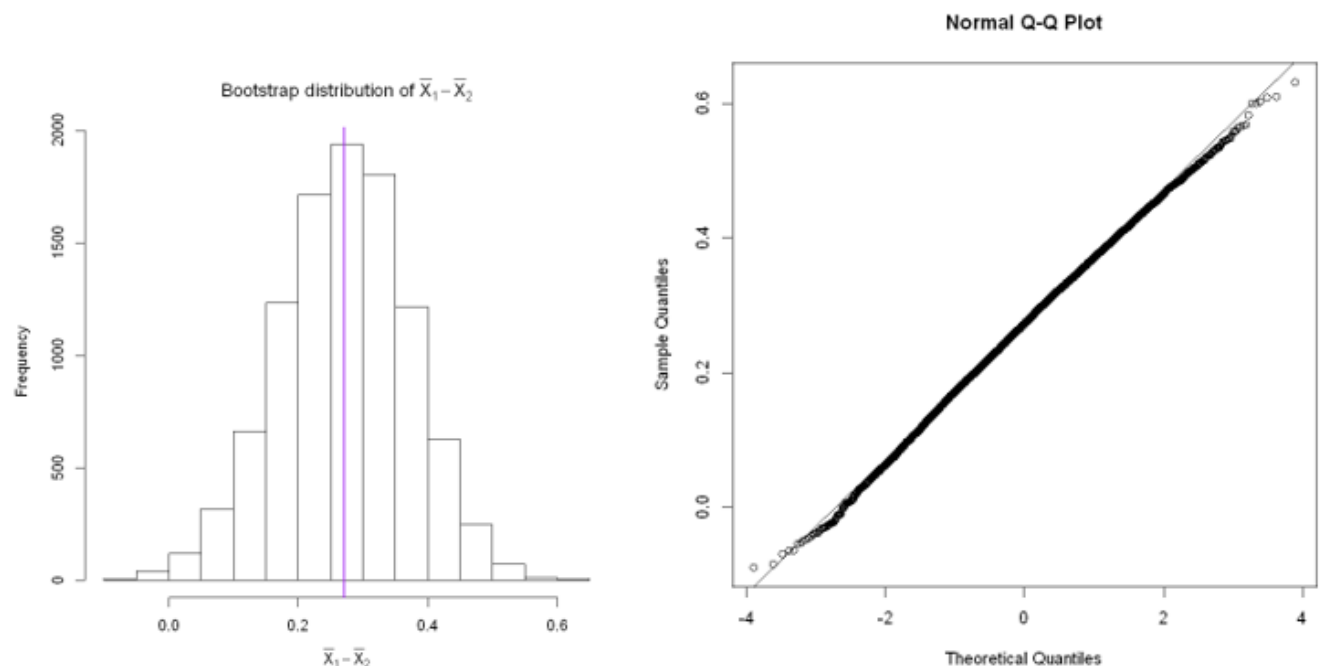 Bootstrap distribution of X̄₁ − X̄₂
Frequency
2000
1500
1000
500
0
0.0 0.2 0.4 0.6
X̄₁ − X̄₂
Normal Q-Q Plot
Sample Quantiles
0.6
0.4
0.2
0.0
-4 -2 0 2 4
Theoretical Quantiles